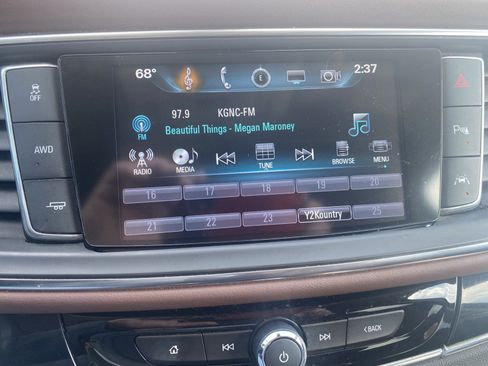 68° E 2:37
OFF
97.9 KGNC-FM
Beautiful Things - Megan Maroney
FM
AWD
RADIO MEDIA TUNE BROWSE MENU
16 17 18 19 20
21 22 23 Y2Kountry 25
<BACK